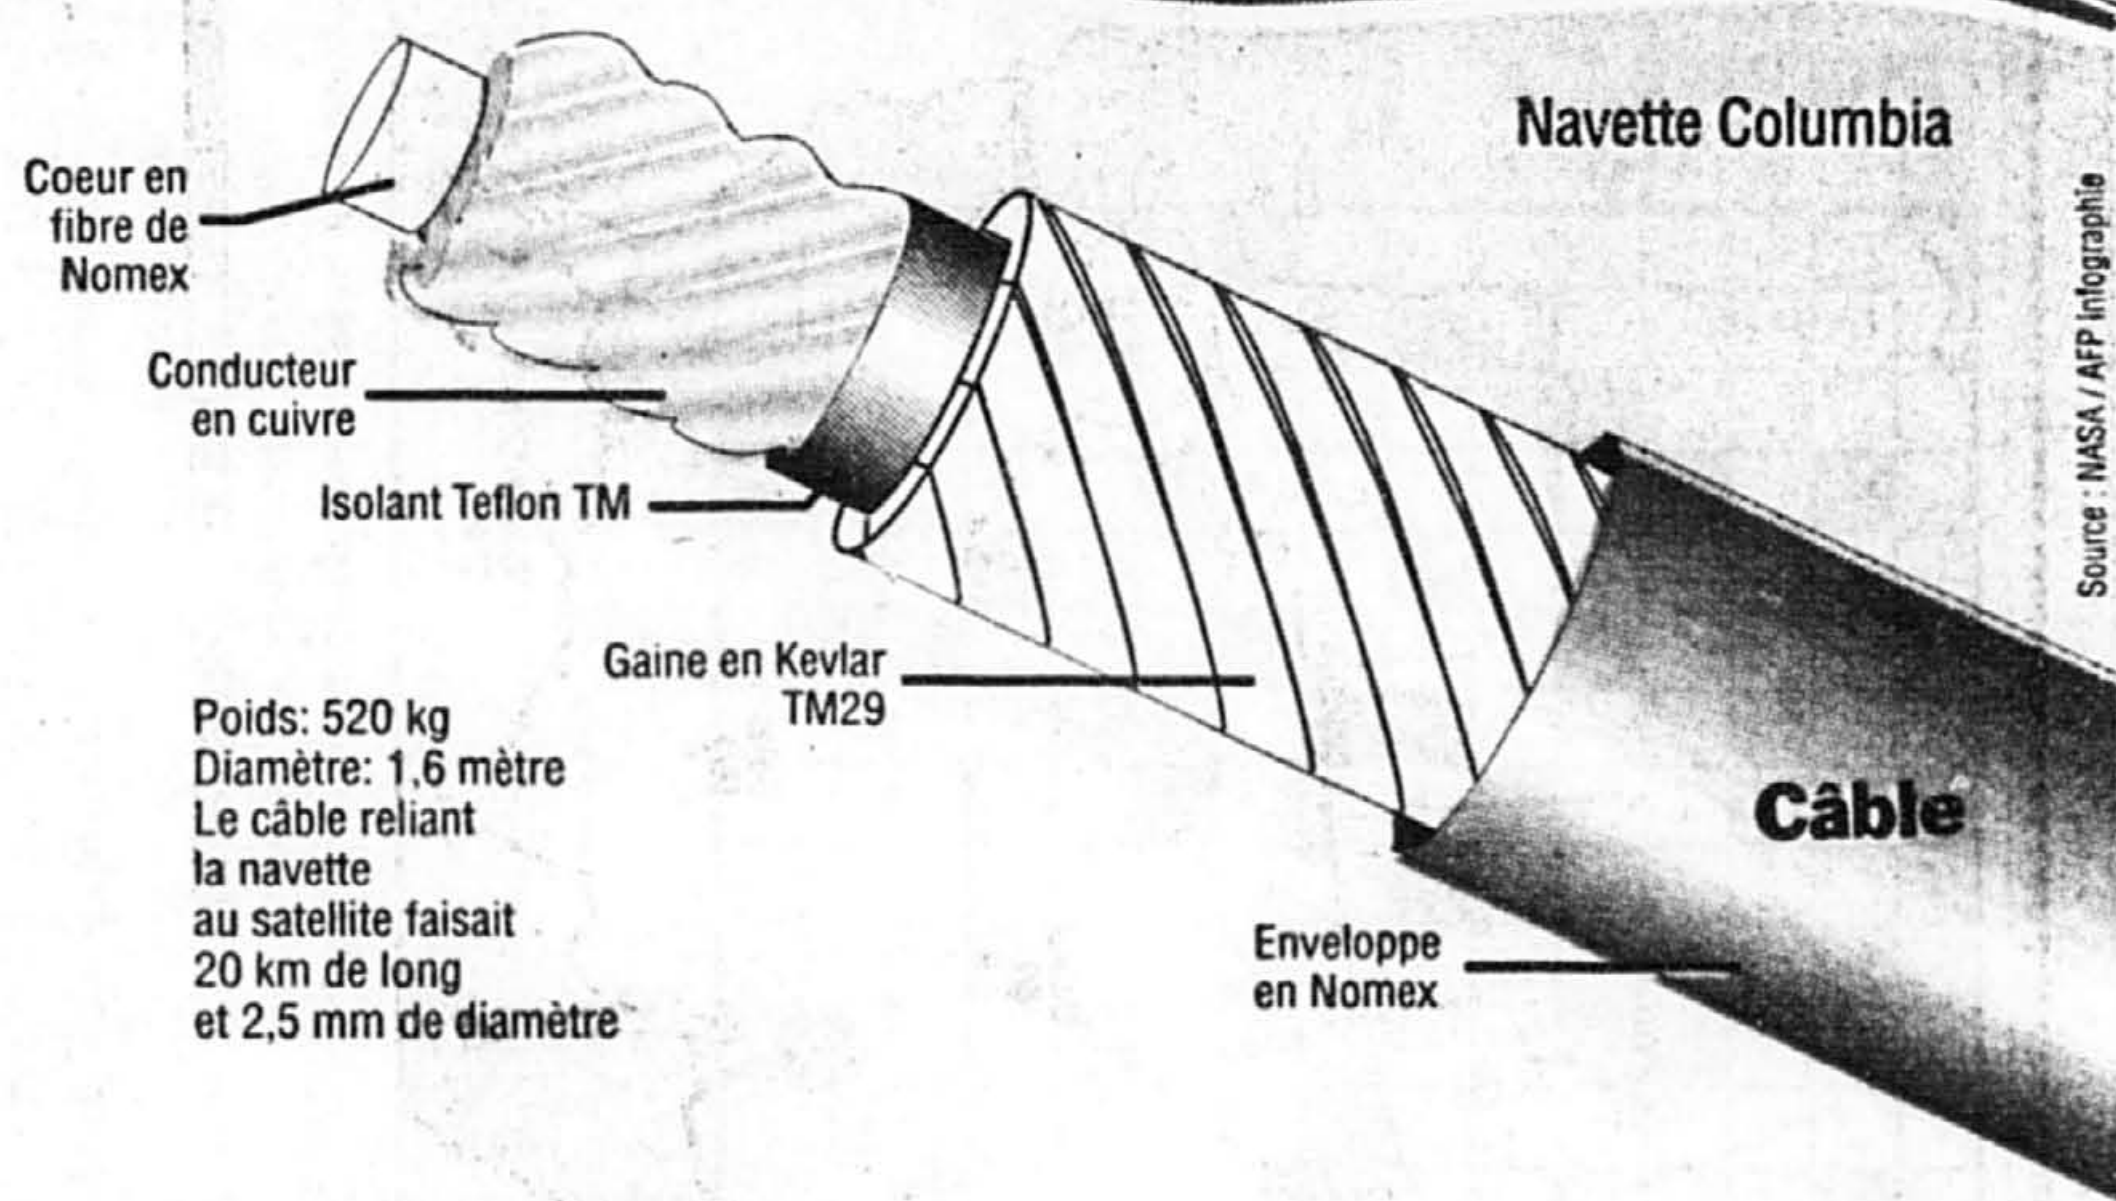 Navette Columbia
Coeur en
fibre de
Nomex
Conducteur
en cuivre
Isolant Teflon TM
Gaine en Kevlar
TM29
Poids: 520 kg
Diamètre: 1,6 mètre
Le câble reliant
la navette
au satellite faisait
20 km de long
et 2,5 mm de diamètre
Câble
Enveloppe
en Nomex
Source : NASA / AFP Infographie